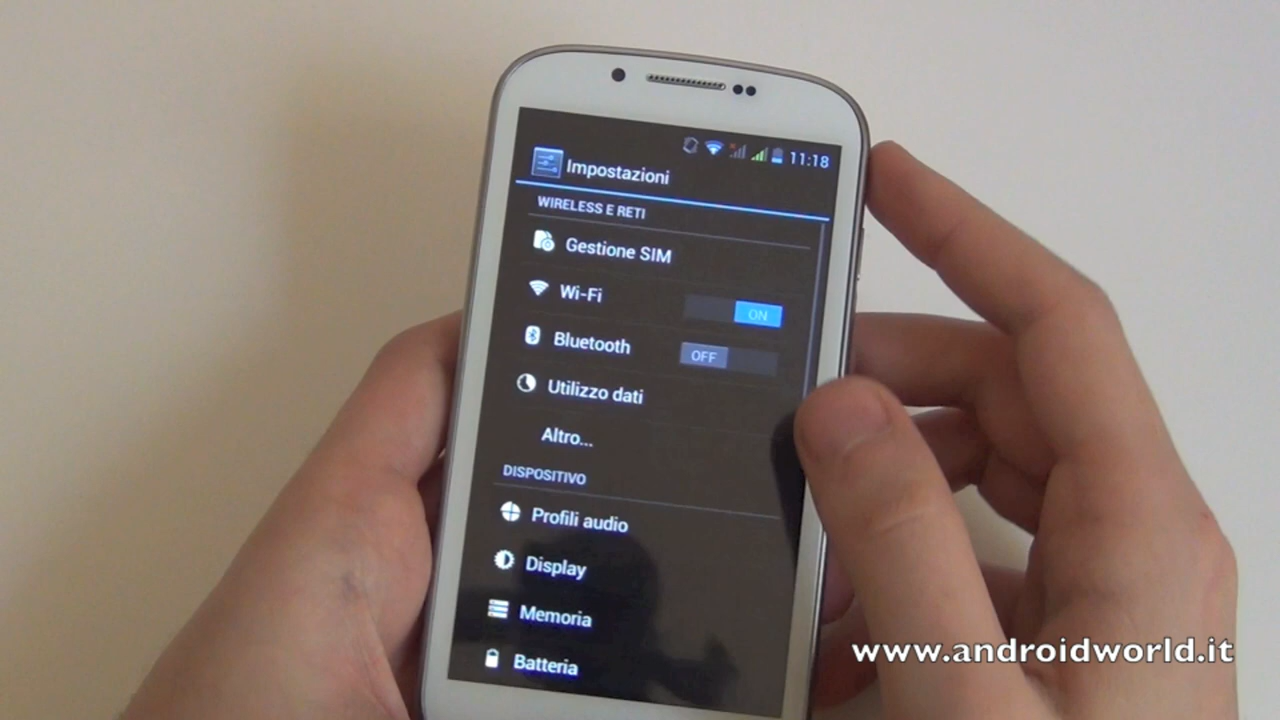 11:18
Impostazioni
WIRELESS E RETI
Gestione SIM
Wi-Fi ON
Bluetooth OFF
Utilizzo dati
Altro...
DISPOSITIVO
Profili audio
Display
Memoria
Batteria
www.androidworld.it